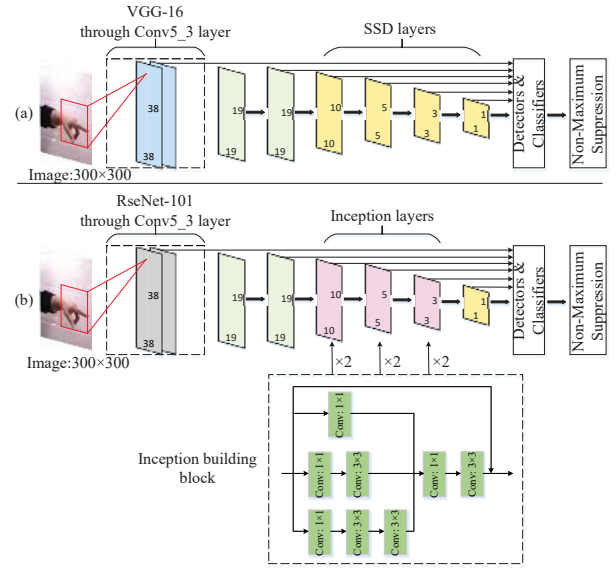 VGG-16
through Conv5_3 layer
SSD layers
(a)
38
38
19
19
19
19
10
10
5
5
3
3
1
1
Detectors &
Classifiers
Non-Maximum
Suppression
Image:300×300
RseNet-101
through Conv5_3 layer
Inception layers
(b)
38
38
19
19
19
19
10
10
5
5
3
3
1
1
Detectors &
Classifiers
Non-Maximum
Suppression
Image:300×300
×2
×2
×2
Inception building
block
Conv: 1×1
Conv: 1×1
Conv: 3×3
Conv: 1×1
Conv: 3×3
Conv: 1×1
Conv: 3×3
Conv: 3×3